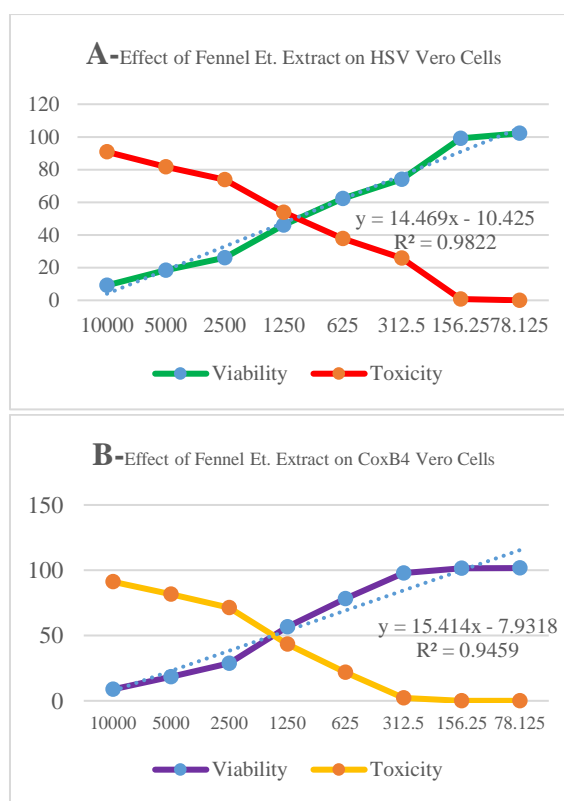 A-Effect of Fennel Et. Extract on HSV Vero Cells
120
100
80
60
40
20
0
y = 14.469x - 10.425
R² = 0.9822
10000 5000 2500 1250 625 312.5 156.25 78.125
Viability Toxicity
B-Effect of Fennel Et. Extract on CoxB4 Vero Cells
150
100
50
0
y = 15.414x - 7.9318
R² = 0.9459
10000 5000 2500 1250 625 312.5 156.25 78.125
Viability Toxicity